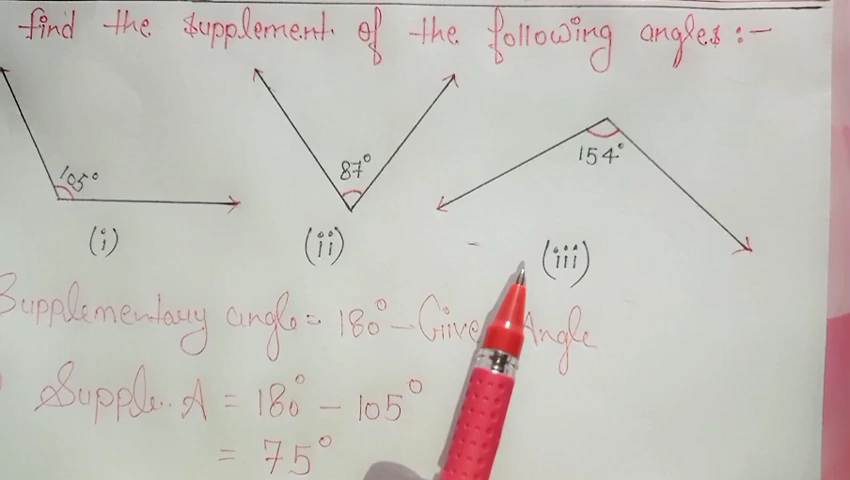 find the supplement of the following angles :-
105°
87°
154°
(i)
(ii)
(iii)
Supplementary angle = 180° - Give Angle
Supple.. A = 180° - 105°
= 75°